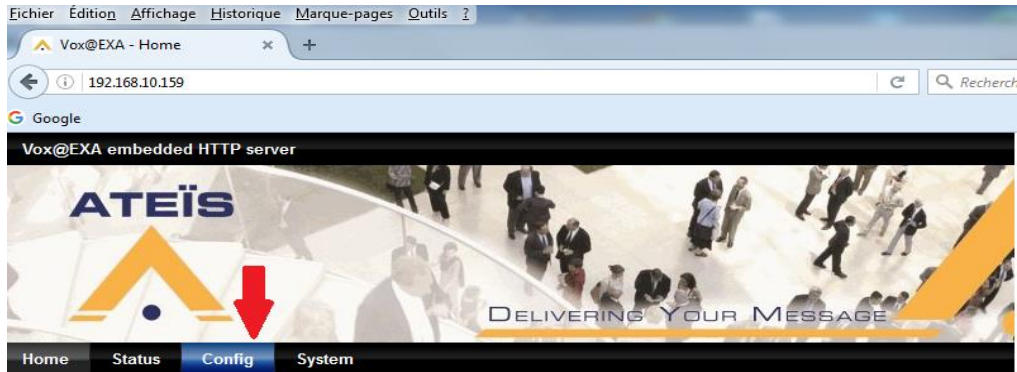 Fichier Édition Affichage Historique Marque-pages Outils ?
Vox@EXA - Home × +
192.168.10.159 Recherch
G Google
Vox@EXA embedded HTTP server
ATEÏS
DELIVERING YOUR MESSAGE
Home Status Config System